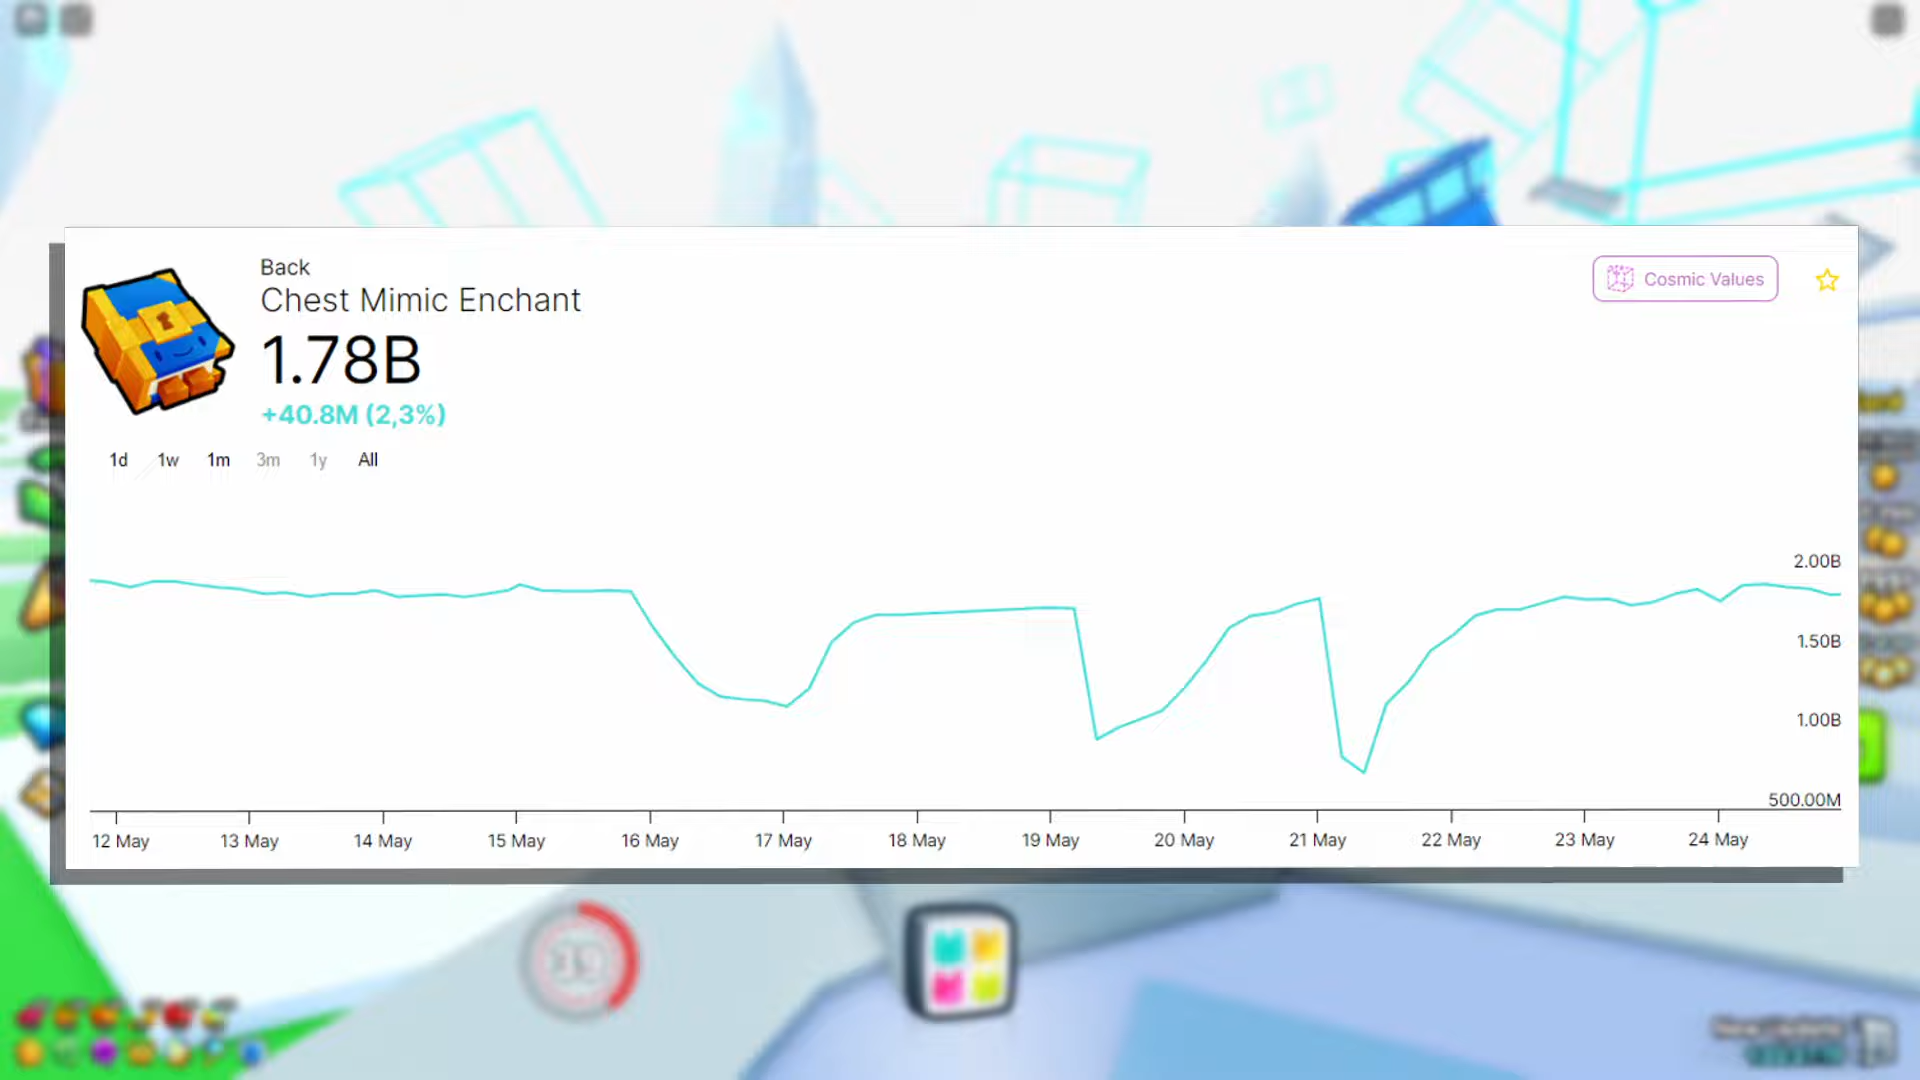 Back
Chest Mimic Enchant
1.78B
+40.8M (2,3%)
1d 1w 1m 3m 1y All
Cosmic Values
2.00B
1.50B
1.00B
500.00M
12 May 13 May 14 May 15 May 16 May 17 May 18 May 19 May 20 May 21 May 22 May 23 May 24 May